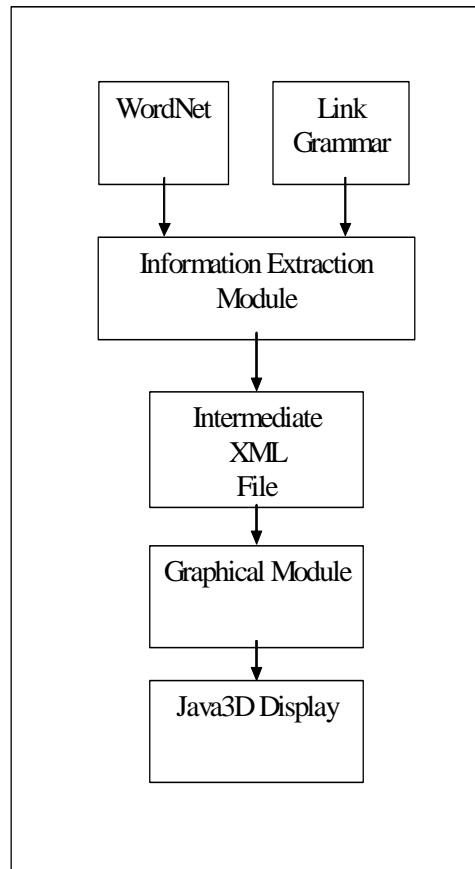 WordNet
Link
Grammar
Information Extraction
Module
Intermediate
XML
File
Graphical Module
Java3D Display